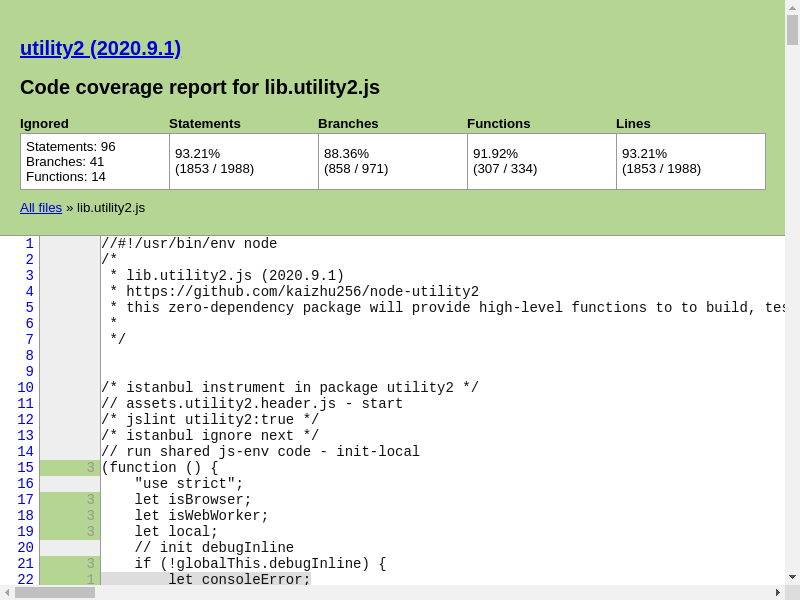 utility2 (2020.9.1)
Code coverage report for lib.utility2.js
Ignored Statements Branches Functions Lines
Statements: 96
Branches: 41
Functions: 14
93.21%
(1853 / 1988)
88.36%
(858 / 971)
91.92%
(307 / 334)
93.21%
(1853 / 1988)
All files » lib.utility2.js
1 //#!/usr/bin/env node
2 /*
3  * lib.utility2.js (2020.9.1)
4  * https://github.com/kaizhu256/node-utility2
5  * this zero-dependency package will provide high-level functions to to build, tes
6  *
7  */
8
9
10 /* istanbul instrument in package utility2 */
11 // assets.utility2.header.js - start
12 /* jslint utility2:true */
13 /* istanbul ignore next */
14 // run shared js-env code - init-local
15 3 (function () {
16     "use strict";
17 3     let isBrowser;
18 3     let isWebWorker;
19 3     let local;
20     // init debugInline
21 3     if (!globalThis.debugInline) {
22 1         let consoleError;